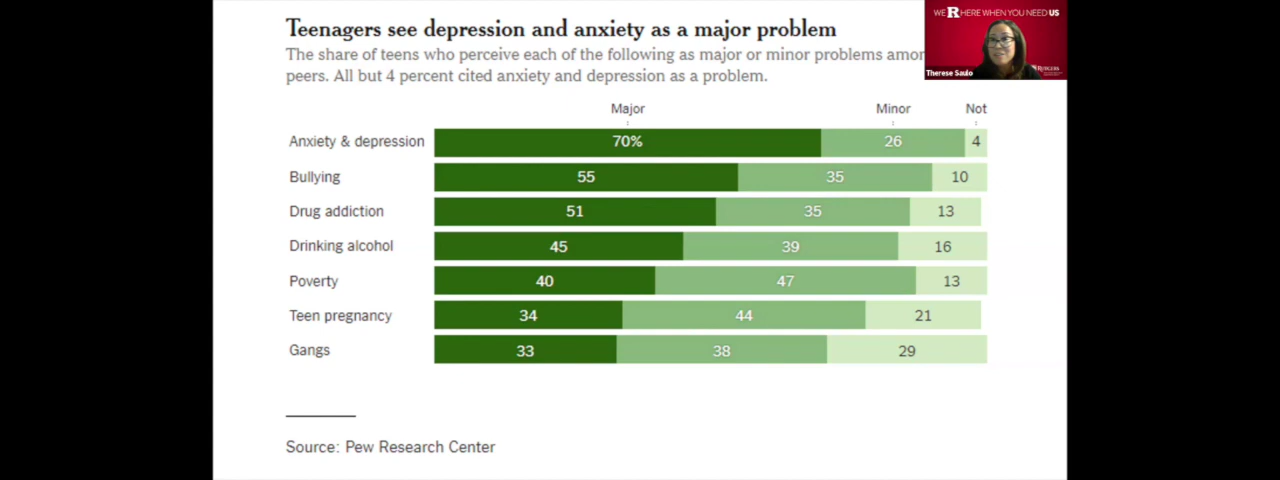 Teenagers see depression and anxiety as a major problem
The share of teens who perceive each of the following as major or minor problems amon
peers. All but 4 percent cited anxiety and depression as a problem.
WE R HERE WHEN YOU NEED US
RUTGERS
Therese Saulo
Major Minor Not
Anxiety & depression 70% 26 4
Bullying 55 35 10
Drug addiction 51 35 13
Drinking alcohol 45 39 16
Poverty 40 47 13
Teen pregnancy 34 44 21
Gangs 33 38 29
Source: Pew Research Center